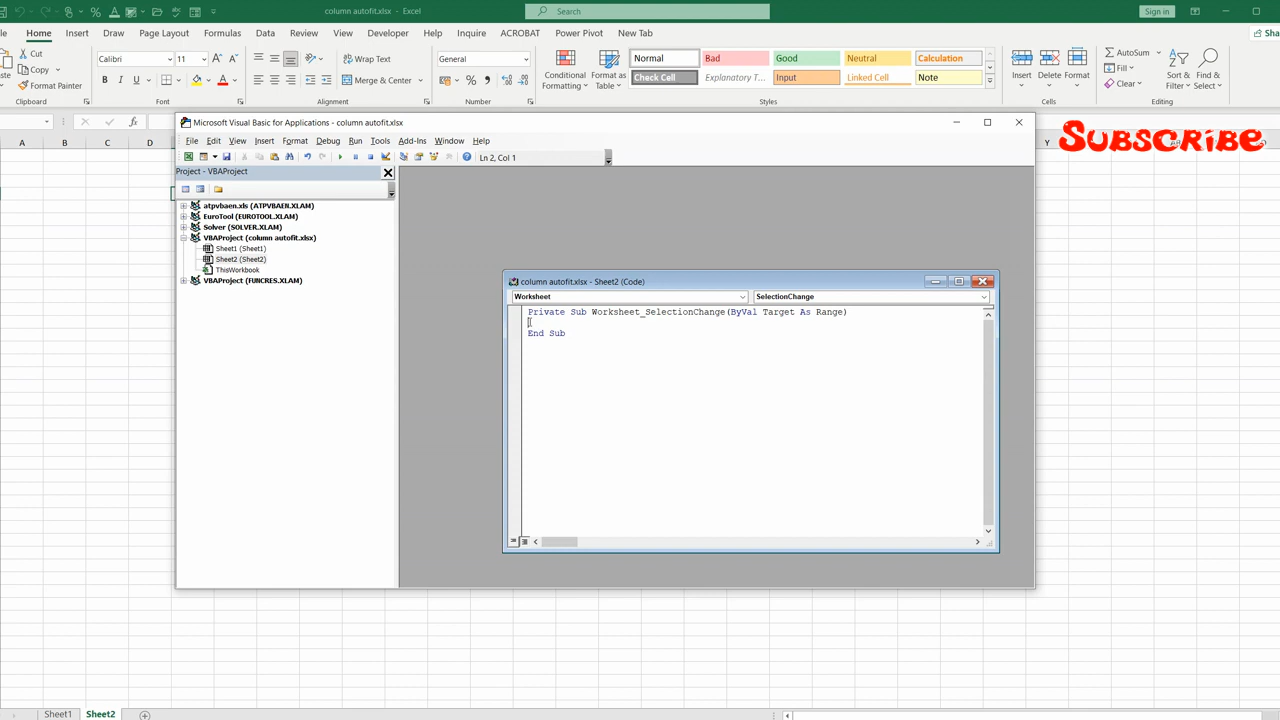 column autofit.xlsx - Excel
Search
Sign in
Home Insert Draw Page Layout Formulas Data Review View Developer Help Inquire ACROBAT Power Pivot New Tab
Cut
Copy
Format Painter
Clipboard
Calibri 11
B I U
Font
Wrap Text
Merge & Center
Alignment
General
Number
Conditional Formatting
Format as Table
Normal Bad Good Neutral Calculation
Check Cell Explanatory T... Input Linked Cell Note
Styles
Insert Delete Format
Cells
AutoSum
Fill
Clear
Sort & Filter
Find & Select
Editing
SUBSCRIBE
A B C D Y
Microsoft Visual Basic for Applications - column autofit.xlsx
File Edit View Insert Format Debug Run Tools Add-Ins Window Help
Ln 2, Col 1
Project - VBAProject
atpvbaen.xls (ATPVBAEN.XLAM)
EuroTool (EUROTOOL.XLAM)
Solver (SOLVER.XLAM)
VBAProject (column autofit.xlsx)
Sheet1 (Sheet1)
Sheet2 (Sheet2)
ThisWorkbook
VBAProject (FUNCRES.XLAM)
column autofit.xlsx - Sheet2 (Code)
Worksheet SelectionChange
Private Sub Worksheet_SelectionChange(ByVal Target As Range)
End Sub
Sheet1 Sheet2